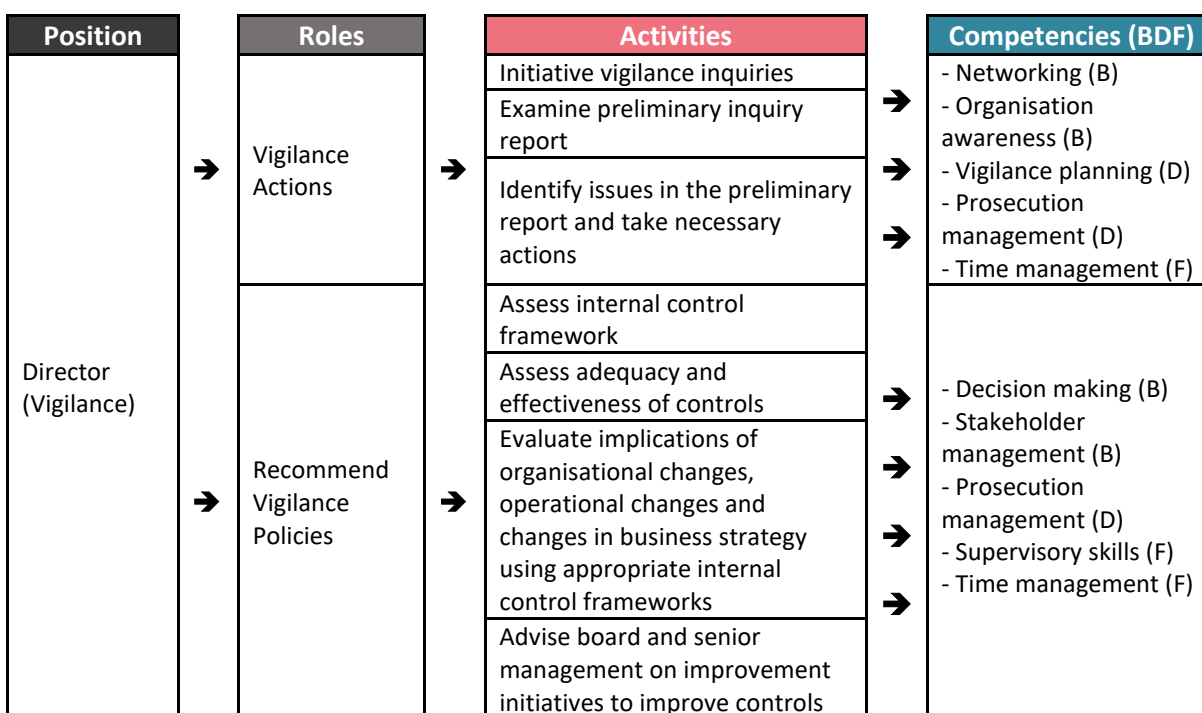 Position
Roles
Activities
Competencies (BDF)
Director
(Vigilance)
Vigilance
Actions
Initiative vigilance inquiries
Examine preliminary inquiry
report
Identify issues in the preliminary
report and take necessary
actions
- Networking (B)
- Organisation
awareness (B)
- Vigilance planning (D)
- Prosecution
management (D)
- Time management (F)
Recommend
Vigilance
Policies
Assess internal control
framework
Assess adequacy and
effectiveness of controls
Evaluate implications of
organisational changes,
operational changes and
changes in business strategy
using appropriate internal
control frameworks
Advise board and senior
management on improvement
initiatives to improve controls
- Decision making (B)
- Stakeholder
management (B)
- Prosecution
management (D)
- Supervisory skills (F)
- Time management (F)